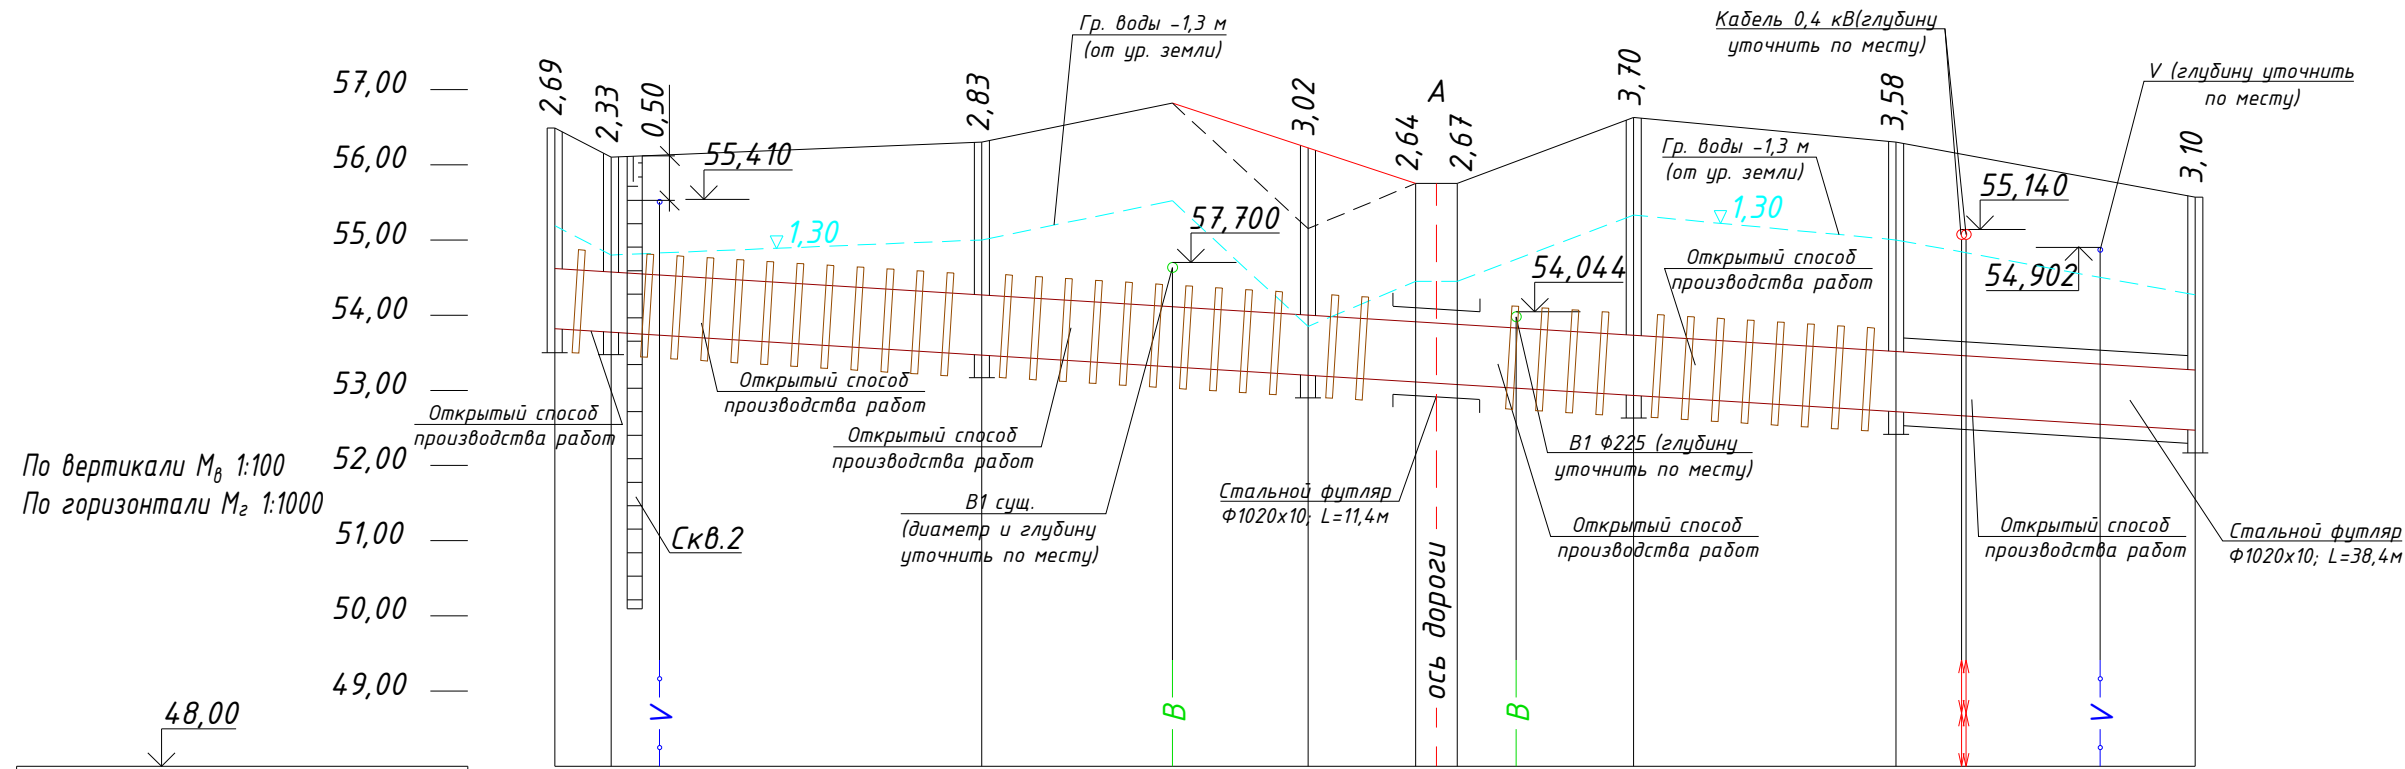 Гр. воды -1,3 м
(от ур. земли)
Кабель 0,4 кВ(глубину
уточнить по месту)
V (глубину уточнить
по месту)
57,00
56,00
55,00
54,00
53,00
52,00
51,00
50,00
49,00
48,00
2,69
2,33
0,50
2,83
3,02
2,64
А
2,67
3,70
3,58
3,10
55,410
57,700
54,044
55,140
54,902
1,30
1,30
Гр. воды -1,3 м
(от ур. земли)
Открытый способ
производства работ
Открытый способ
производства работ
Открытый способ
производства работ
Открытый способ
производства работ
По вертикали Мв 1:100
По горизонтали Мг 1:1000
В1 Ф225 (глубину
уточнить по месту)
Стальной футляр
Ф1020х10; L=11,4м
В1 сущ.
(диаметр и глубину
уточнить по месту)
Скв.2
Открытый способ
производства работ
Открытый способ
производства работ
Стальной футляр
Ф1020х10; L=38,4м
ось дороги
V
В
В
V